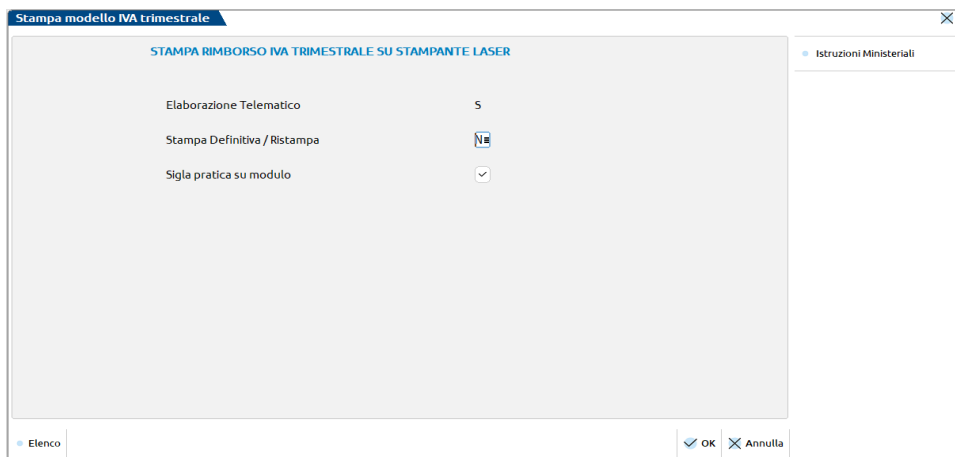 Stampa modello IVA trimestrale
STAMPA RIMBORSO IVA TRIMESTRALE SU STAMPANTE LASER
Istruzioni Ministeriali
Elaborazione Telematico S
Stampa Definitiva / Ristampa N
Sigla pratica su modulo
Elenco
OK
Annulla